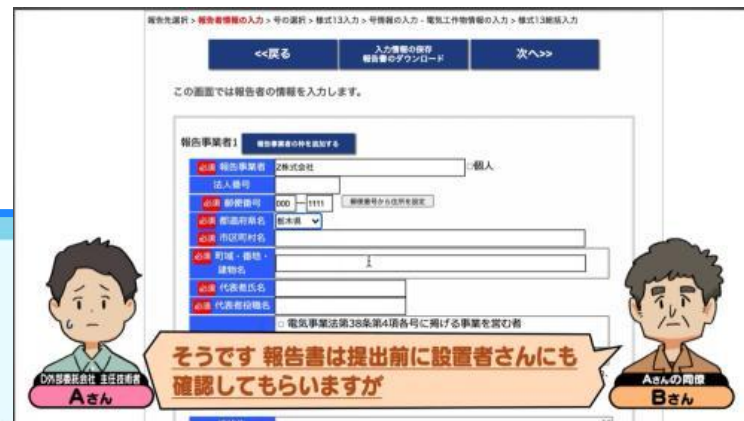 報告先選択 > 報告者情報の入力 > 号の選択 > 様式13入力 > 号情報の入力 - 電気工作物情報の入力 > 様式13総括入力
<<戻る
入力情報の保存
報告書のダウンロード
次へ>>
この画面では報告者の情報を入力します。
報告事業者1 報告事業者の枠を追加する
必須 報告事業者 Z株式会社 □個人
法人番号
必須 郵便番号 000 ー 1111 郵便番号から住所を設定
必須 都道府県名 栃木県
必須 市区町村名
必須 町域・番地・
建物名
必須 代表者氏名
必須 代表者役職名
□ 電気事業法第38条第4項各号に掲げる事業を営む者
そうです 報告書は提出前に設置者さんにも
確認してもらいますが
D外部委託会社 主任技術者
Aさん
Aさんの同僚
Bさん